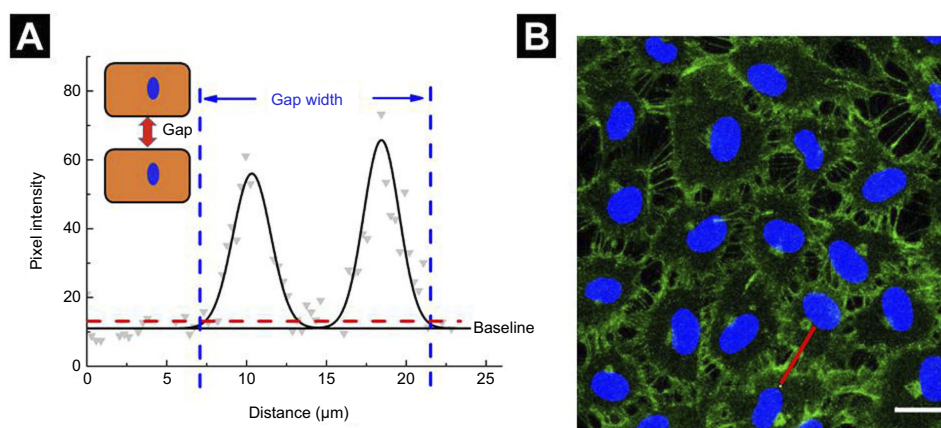 A
B
80
60
40
20
0
Pixel intensity
Gap
Gap width
Baseline
0
5
10
15
20
25
Distance (μm)